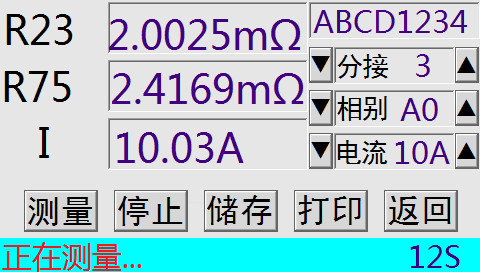 R23 2.0025mΩ ABCD1234
R75 2.4169mΩ ▼ 分接 3 ▲
▼ 相别 A0 ▲
I 10.03A ▼ 电流 10A ▲
测量 停止 储存 打印 返回
正在测量... 12S